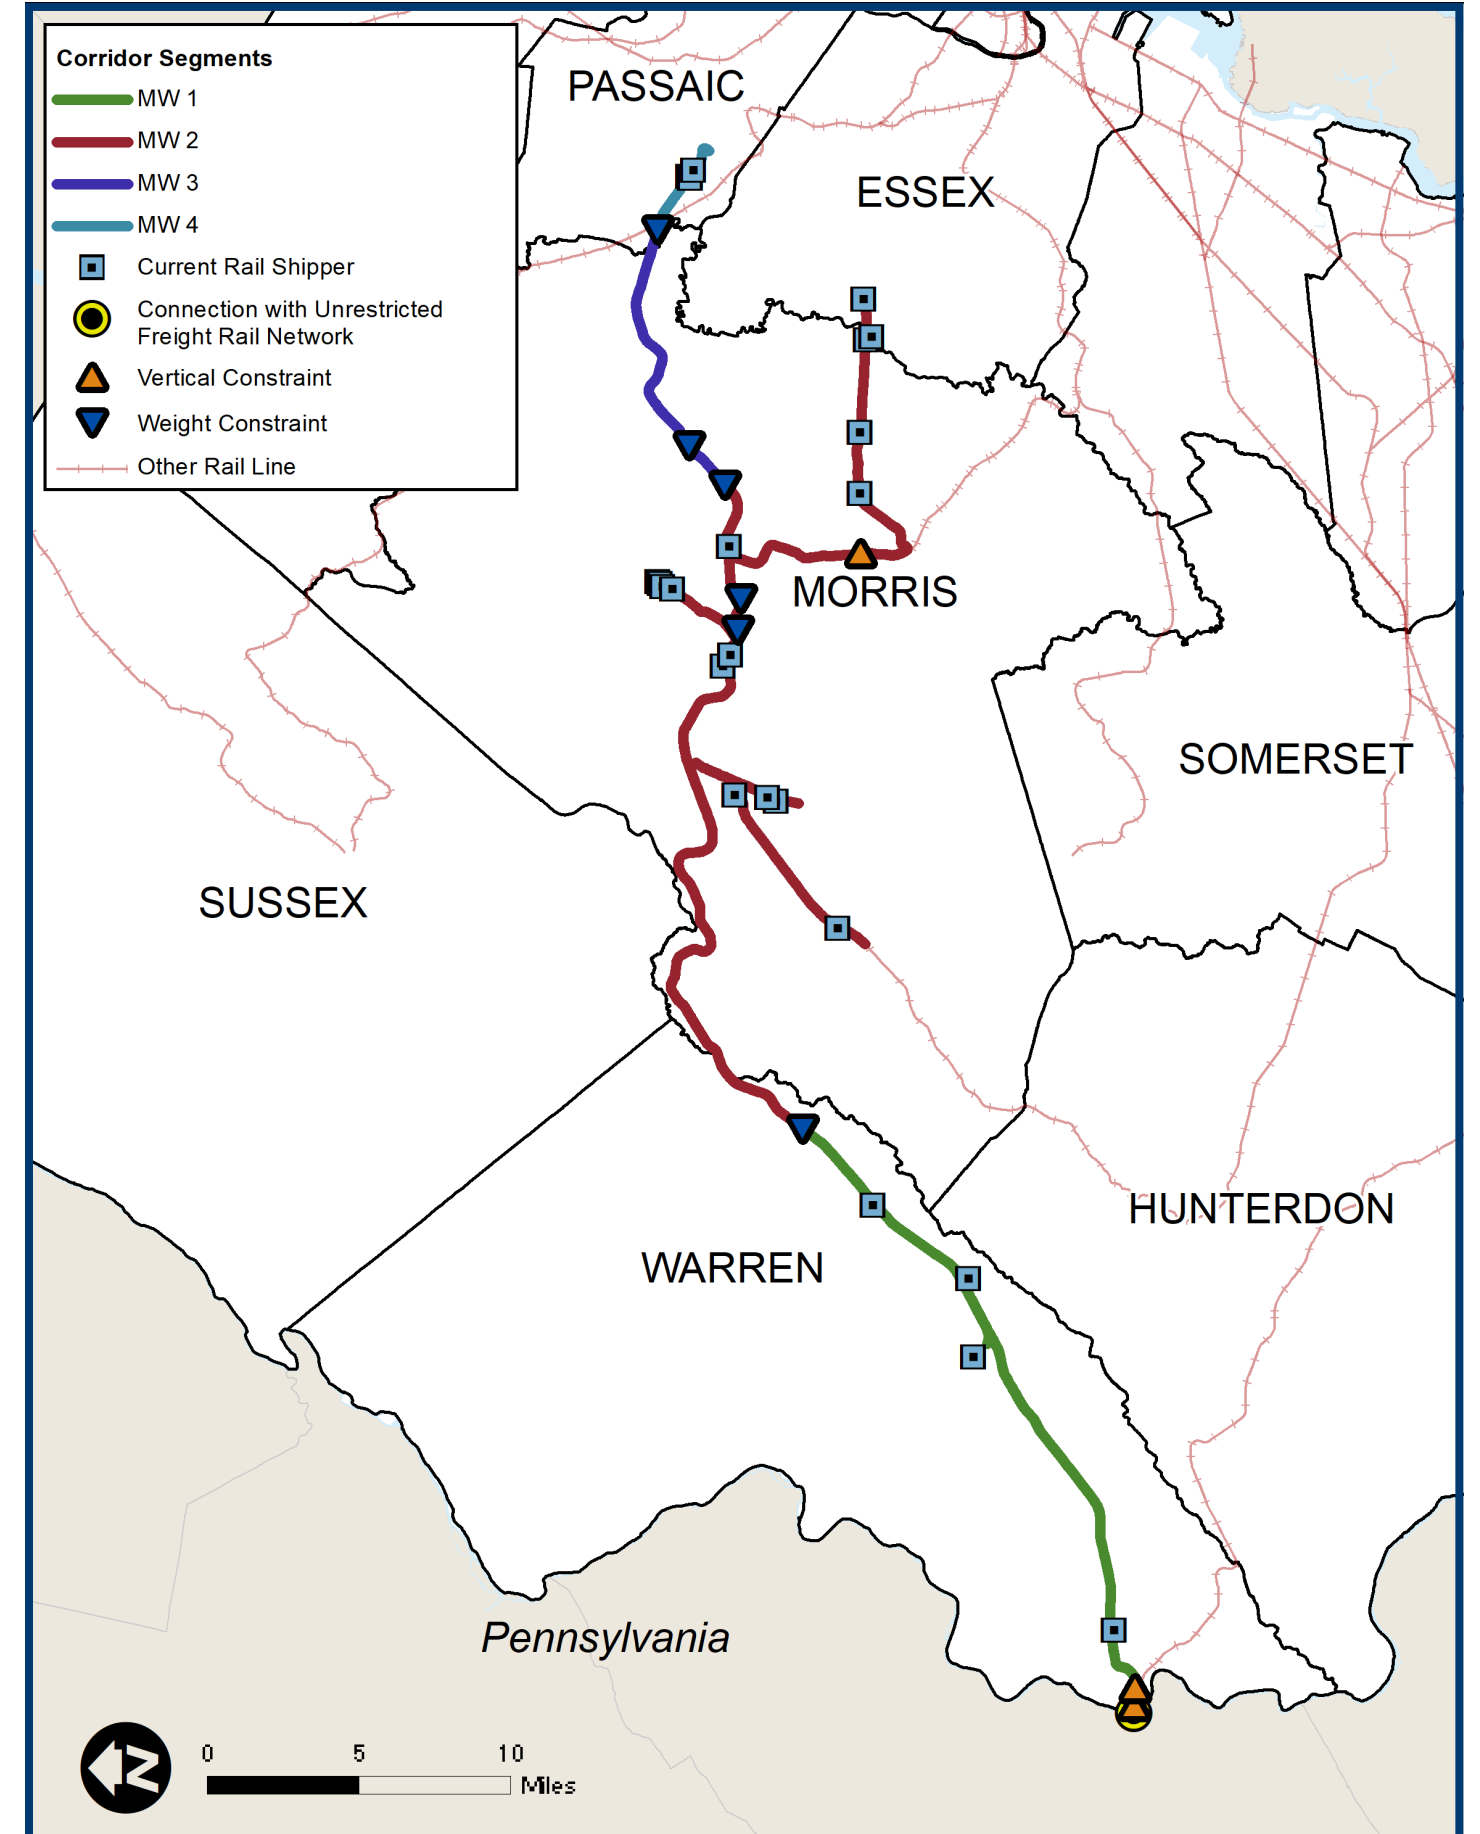 Corridor Segments
MW 1
MW 2
MW 3
MW 4
Current Rail Shipper
Connection with Unrestricted
Freight Rail Network
Vertical Constraint
Weight Constraint
Other Rail Line
PASSAIC
ESSEX
MORRIS
SOMERSET
SUSSEX
HUNTERDON
WARREN
Pennsylvania
N
0 5 10
Miles